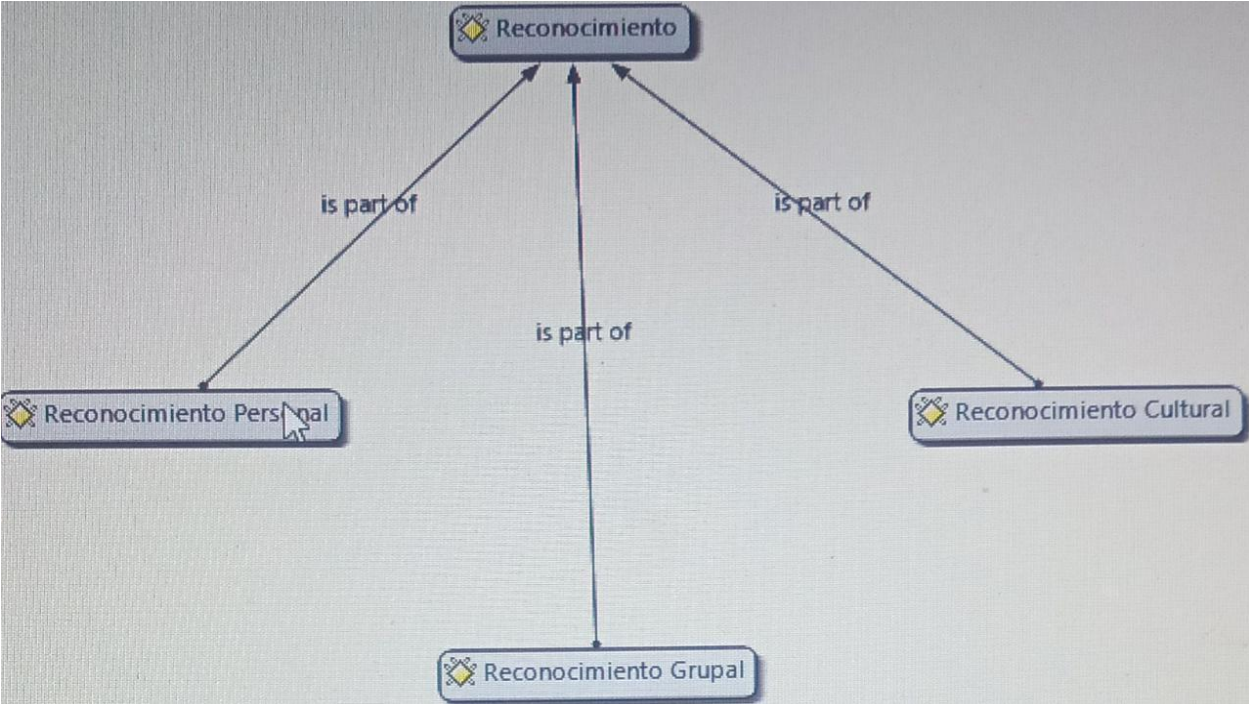 Reconocimiento
is part of
is part of
is part of
Reconocimiento Personal
Reconocimiento Cultural
Reconocimiento Grupal